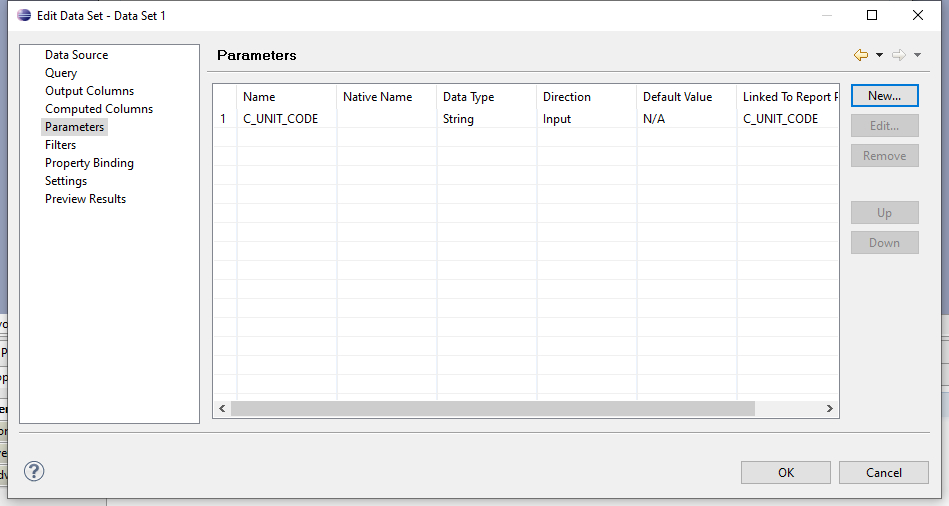 Edit Data Set - Data Set 1
Data Source
Query
Output Columns
Computed Columns
Parameters
Filters
Property Binding
Settings
Preview Results
Parameters
Name Native Name Data Type Direction Default Value Linked To Report P
1 C_UNIT_CODE String Input N/A C_UNIT_CODE
New...
Edit...
Remove
Up
Down
?
OK Cancel